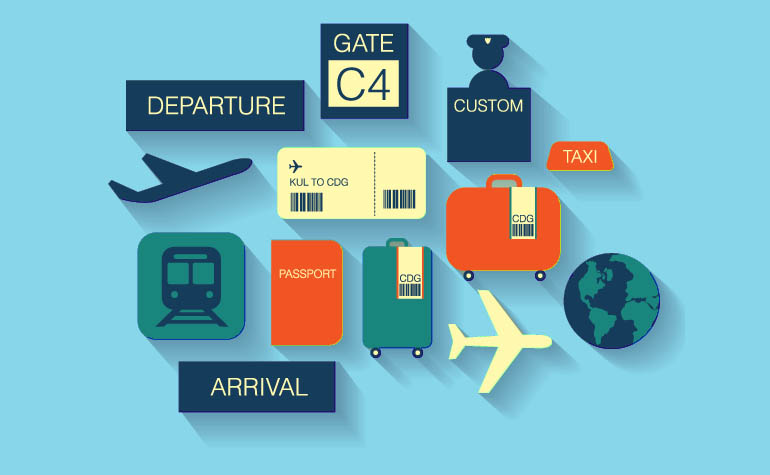 GATE
C4
DEPARTURE
CUSTOM
TAXI
KUL TO CDG
CDG
PASSPORT
CDG
ARRIVAL